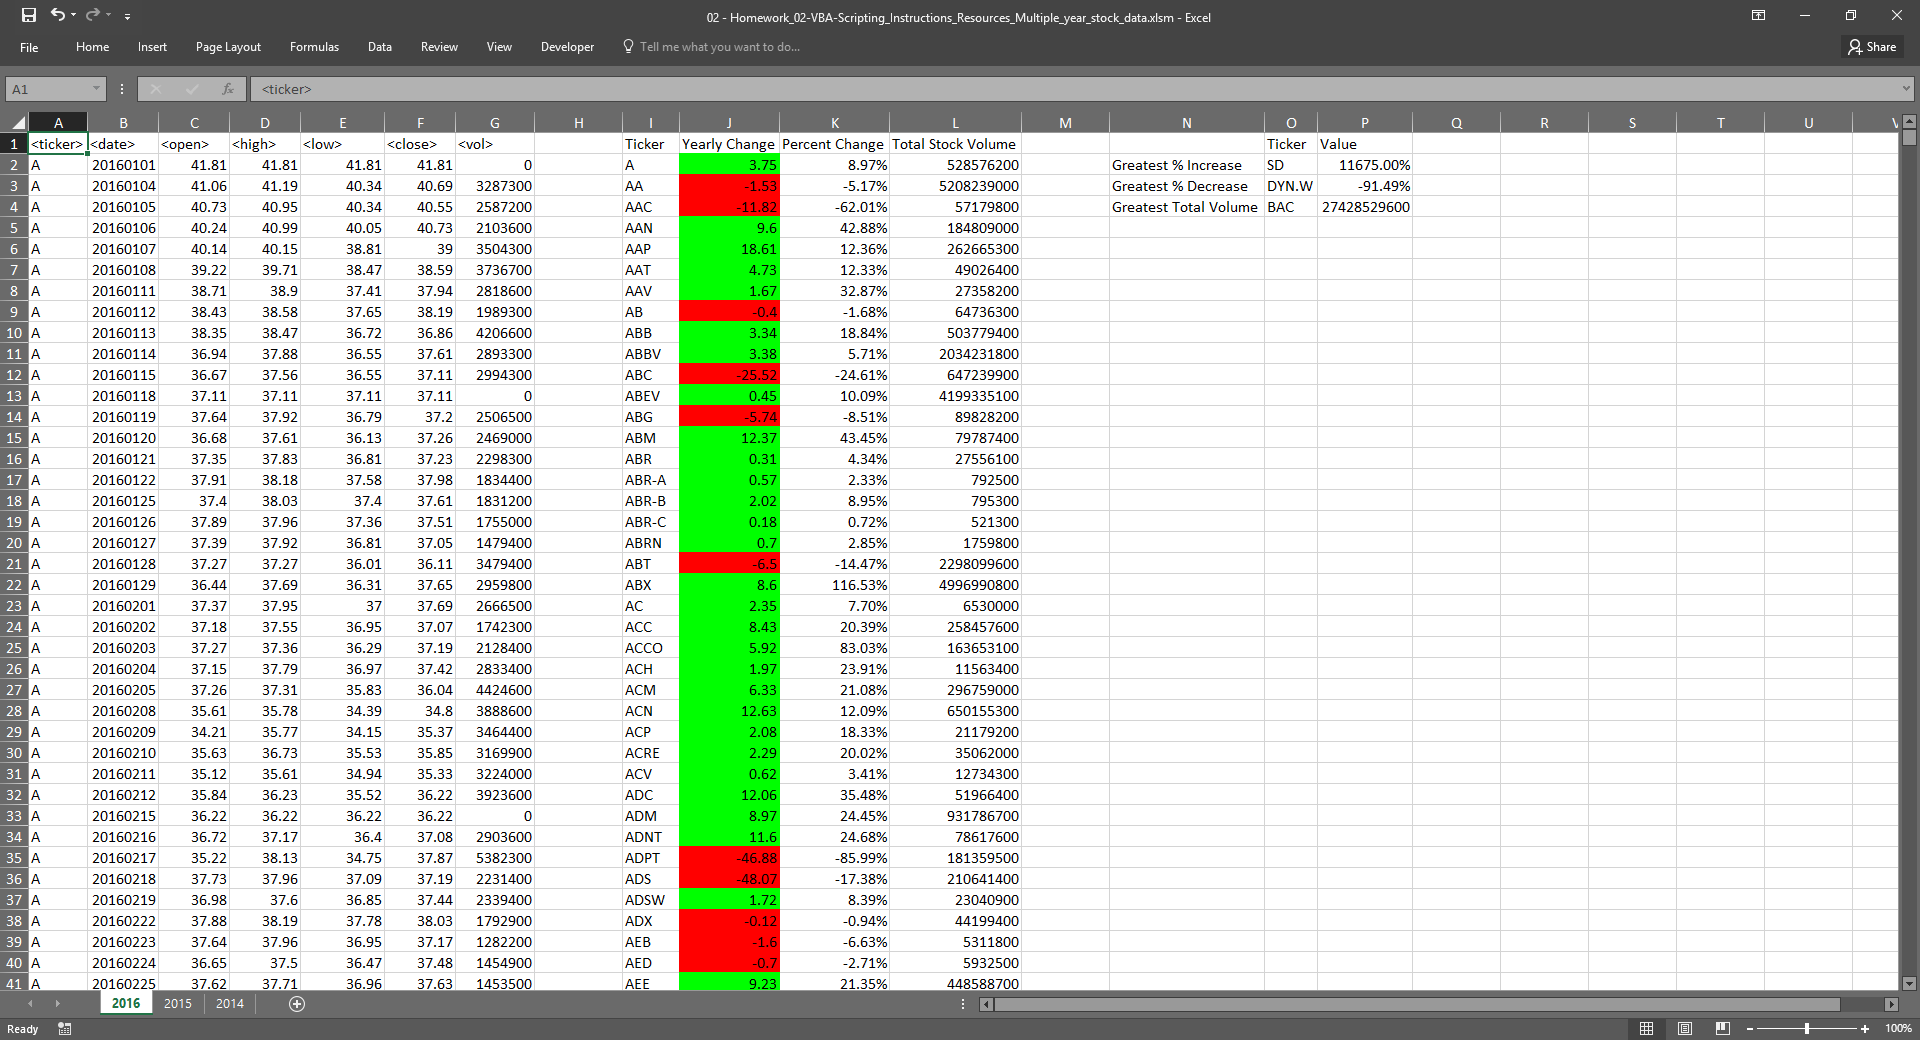 02 - Homework_02-VBA-Scripting_Instructions_Resources_Multiple_year_stock_data.xlsm - Excel
File Home Insert Page Layout Formulas Data Review View Developer Tell me what you want to do... Share
A1 fx <ticker>
A B C D E F G H I J K L M N O P Q R S T U V
1 <ticker> <date> <open> <high> <low> <close> <vol> Ticker Yearly Change Percent Change Total Stock Volume Ticker Value
2 A 20160101 41.81 41.81 41.81 41.81 0 A 3.75 8.97% 528576200 Greatest % Increase SD 11675.00%
3 A 20160104 41.06 41.19 40.34 40.69 3287300 AA -1.53 -5.17% 5208239000 Greatest % Decrease DYN.W -91.49%
4 A 20160105 40.73 40.95 40.34 40.55 2587200 AAC -11.82 -62.01% 57179800 Greatest Total Volume BAC 27428529600
5 A 20160106 40.24 40.99 40.05 40.73 2103600 AAN 9.6 42.88% 184809000
6 A 20160107 40.14 40.15 38.81 39 3504300 AAP 18.61 12.36% 262665300
7 A 20160108 39.22 39.71 38.47 38.59 3736700 AAT 4.73 12.33% 49026400
8 A 20160111 38.71 38.9 37.41 37.94 2818600 AAV 1.67 32.87% 27358200
9 A 20160112 38.43 38.58 37.65 38.19 1989300 AB -0.4 -1.68% 64736300
10 A 20160113 38.35 38.47 36.72 36.86 4206600 ABB 3.34 18.84% 503779400
11 A 20160114 36.94 37.88 36.55 37.61 2893300 ABBV 3.38 5.71% 2034231800
12 A 20160115 36.67 37.56 36.55 37.11 2994300 ABC -25.52 -24.61% 647239900
13 A 20160118 37.11 37.11 37.11 37.11 0 ABEV 0.45 10.09% 4199335100
14 A 20160119 37.64 37.92 36.79 37.2 2506500 ABG -5.74 -8.51% 89828200
15 A 20160120 36.68 37.61 36.13 37.26 2469000 ABM 12.37 43.45% 79787400
16 A 20160121 37.35 37.83 36.81 37.23 2298300 ABR 0.31 4.34% 27556100
17 A 20160122 37.91 38.18 37.58 37.98 1834400 ABR-A 0.57 2.33% 792500
18 A 20160125 37.4 38.03 37.4 37.61 1831200 ABR-B 2.02 8.95% 795300
19 A 20160126 37.89 37.96 37.36 37.51 1755000 ABR-C 0.18 0.72% 521300
20 A 20160127 37.39 37.92 36.81 37.05 1479400 ABRN 0.7 2.85% 1759800
21 A 20160128 37.27 37.27 36.01 36.11 3479400 ABT -6.5 -14.47% 2298099600
22 A 20160129 36.44 37.69 36.31 37.65 2959800 ABX 8.6 116.53% 4996990800
23 A 20160201 37.37 37.95 37 37.69 2666500 AC 2.35 7.70% 6530000
24 A 20160202 37.18 37.55 36.95 37.07 1742300 ACC 8.43 20.39% 258457600
25 A 20160203 37.27 37.36 36.29 37.19 2128400 ACCO 5.92 83.03% 163653100
26 A 20160204 37.15 37.79 36.97 37.42 2833400 ACH 1.97 23.91% 11563400
27 A 20160205 37.26 37.31 35.83 36.04 4424600 ACM 6.33 21.08% 296759000
28 A 20160208 35.61 35.78 34.39 34.8 3888600 ACN 12.63 12.09% 650155300
29 A 20160209 34.21 35.77 34.15 35.37 3464400 ACP 2.08 18.33% 21179200
30 A 20160210 35.63 36.73 35.53 35.85 3169900 ACRE 2.29 20.02% 35062000
31 A 20160211 35.12 35.61 34.94 35.33 3224000 ACV 0.62 3.41% 12734300
32 A 20160212 35.84 36.23 35.52 36.22 3923600 ADC 12.06 35.48% 51966400
33 A 20160215 36.22 36.22 36.22 36.22 0 ADM 8.97 24.45% 931786700
34 A 20160216 36.72 37.17 36.4 37.08 2903600 ADNT 11.6 24.68% 78617600
35 A 20160217 35.22 38.13 34.75 37.87 5382300 ADPT -46.88 -85.99% 181359500
36 A 20160218 37.73 37.96 37.09 37.19 2231400 ADS -48.07 -17.38% 210641400
37 A 20160219 36.98 37.6 36.85 37.44 2339400 ADSW 1.72 8.39% 23040900
38 A 20160222 37.88 38.19 37.78 38.03 1792900 ADX -0.12 -0.94% 44199400
39 A 20160223 37.64 37.96 36.95 37.17 1282200 AEB -1.6 -6.63% 5311800
40 A 20160224 36.65 37.5 36.47 37.48 1454900 AED -0.7 -2.71% 5932500
41 A 20160225 37.62 37.71 36.96 37.63 1453500 AEE 9.23 21.35% 448588700
2016 2015 2014
Ready 100%